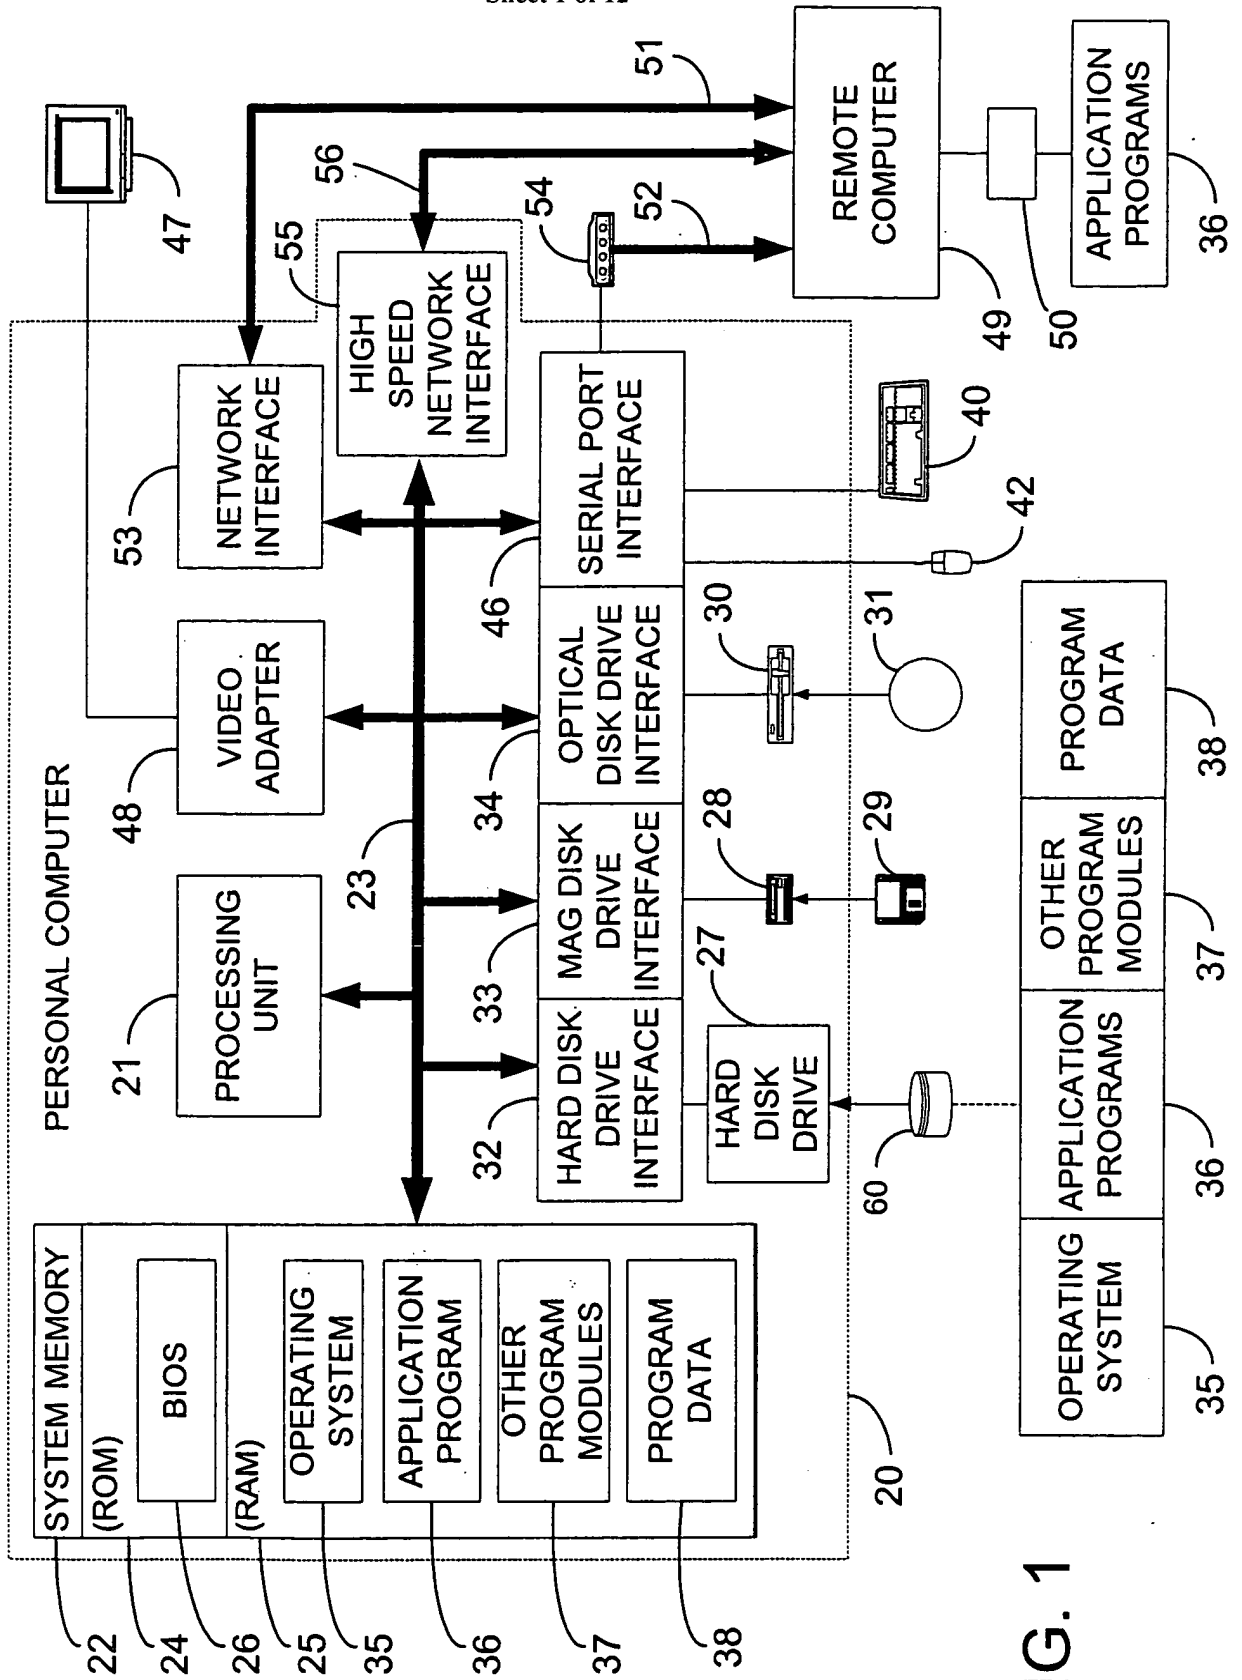 Sheet 1 of 12
PERSONAL COMPUTER
22
SYSTEM MEMORY
24
(ROM)
26
BIOS
25
(RAM)
35
OPERATING
SYSTEM
36
APPLICATION
PROGRAM
37
OTHER
PROGRAM
MODULES
38
PROGRAM
DATA
21
PROCESSING
UNIT
48
VIDEO
ADAPTER
53
NETWORK
INTERFACE
47
55
HIGH
SPEED
NETWORK
INTERFACE
56
51
23
32
HARD DISK
DRIVE
INTERFACE
33
MAG DISK
DRIVE
INTERFACE
34
OPTICAL
DISK DRIVE
INTERFACE
46
SERIAL PORT
INTERFACE
54
52
27
HARD
DISK
DRIVE
28
30
29
31
42
40
60
20
REMOTE
COMPUTER
49
50
APPLICATION
PROGRAMS
36
OPERATING
SYSTEM
APPLICATION
PROGRAMS
OTHER
PROGRAM
MODULES
PROGRAM
DATA
35
36
37
38
G. 1